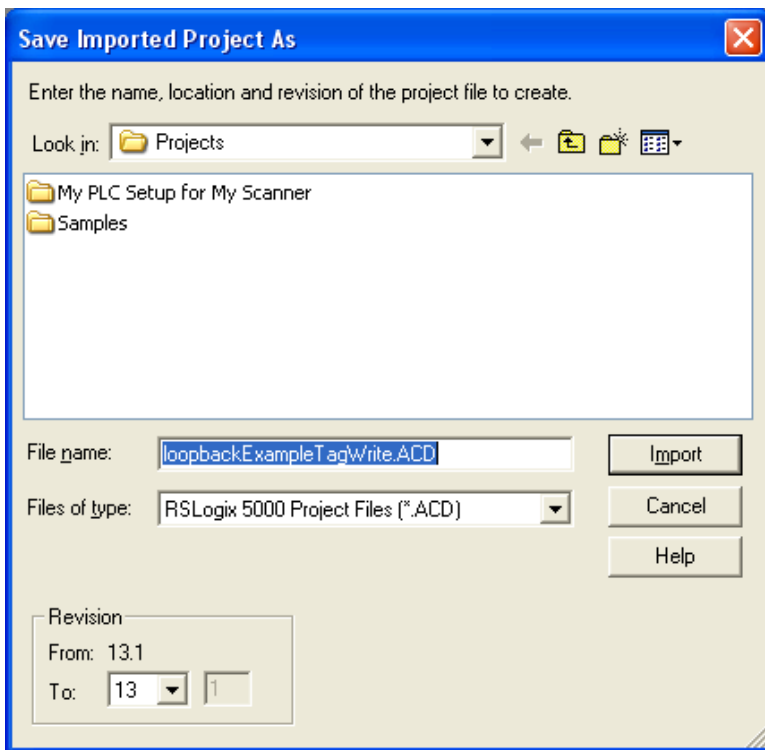 Save Imported Project As
Enter the name, location and revision of the project file to create.
Look in: Projects
My PLC Setup for My Scanner
Samples
File name: loopbackExampleTagWrite.ACD Import
Files of type: RSLogix 5000 Project Files (*.ACD) Cancel
Help
Revision
From: 13.1
To: 13 1